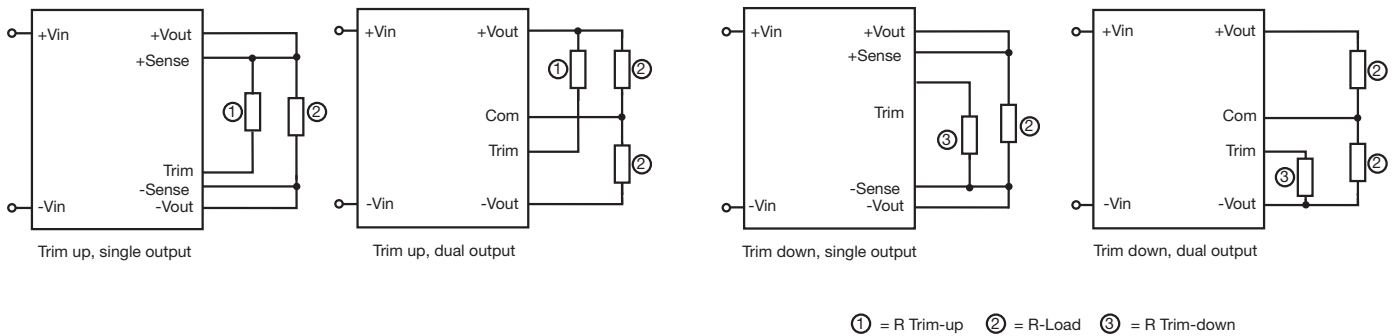 +Vin
+Vout
+Sense
1
2
Trim
-Sense
-Vin
-Vout
Trim up, single output
+Vin
+Vout
1
2
Com
Trim
2
-Vin
-Vout
Trim up, dual output
+Vin
+Vout
+Sense
Trim
3
2
-Sense
-Vin
-Vout
Trim down, single output
+Vin
+Vout
2
Com
Trim
3
2
-Vin
-Vout
Trim down, dual output
1 = R Trim-up 2 = R-Load 3 = R Trim-down